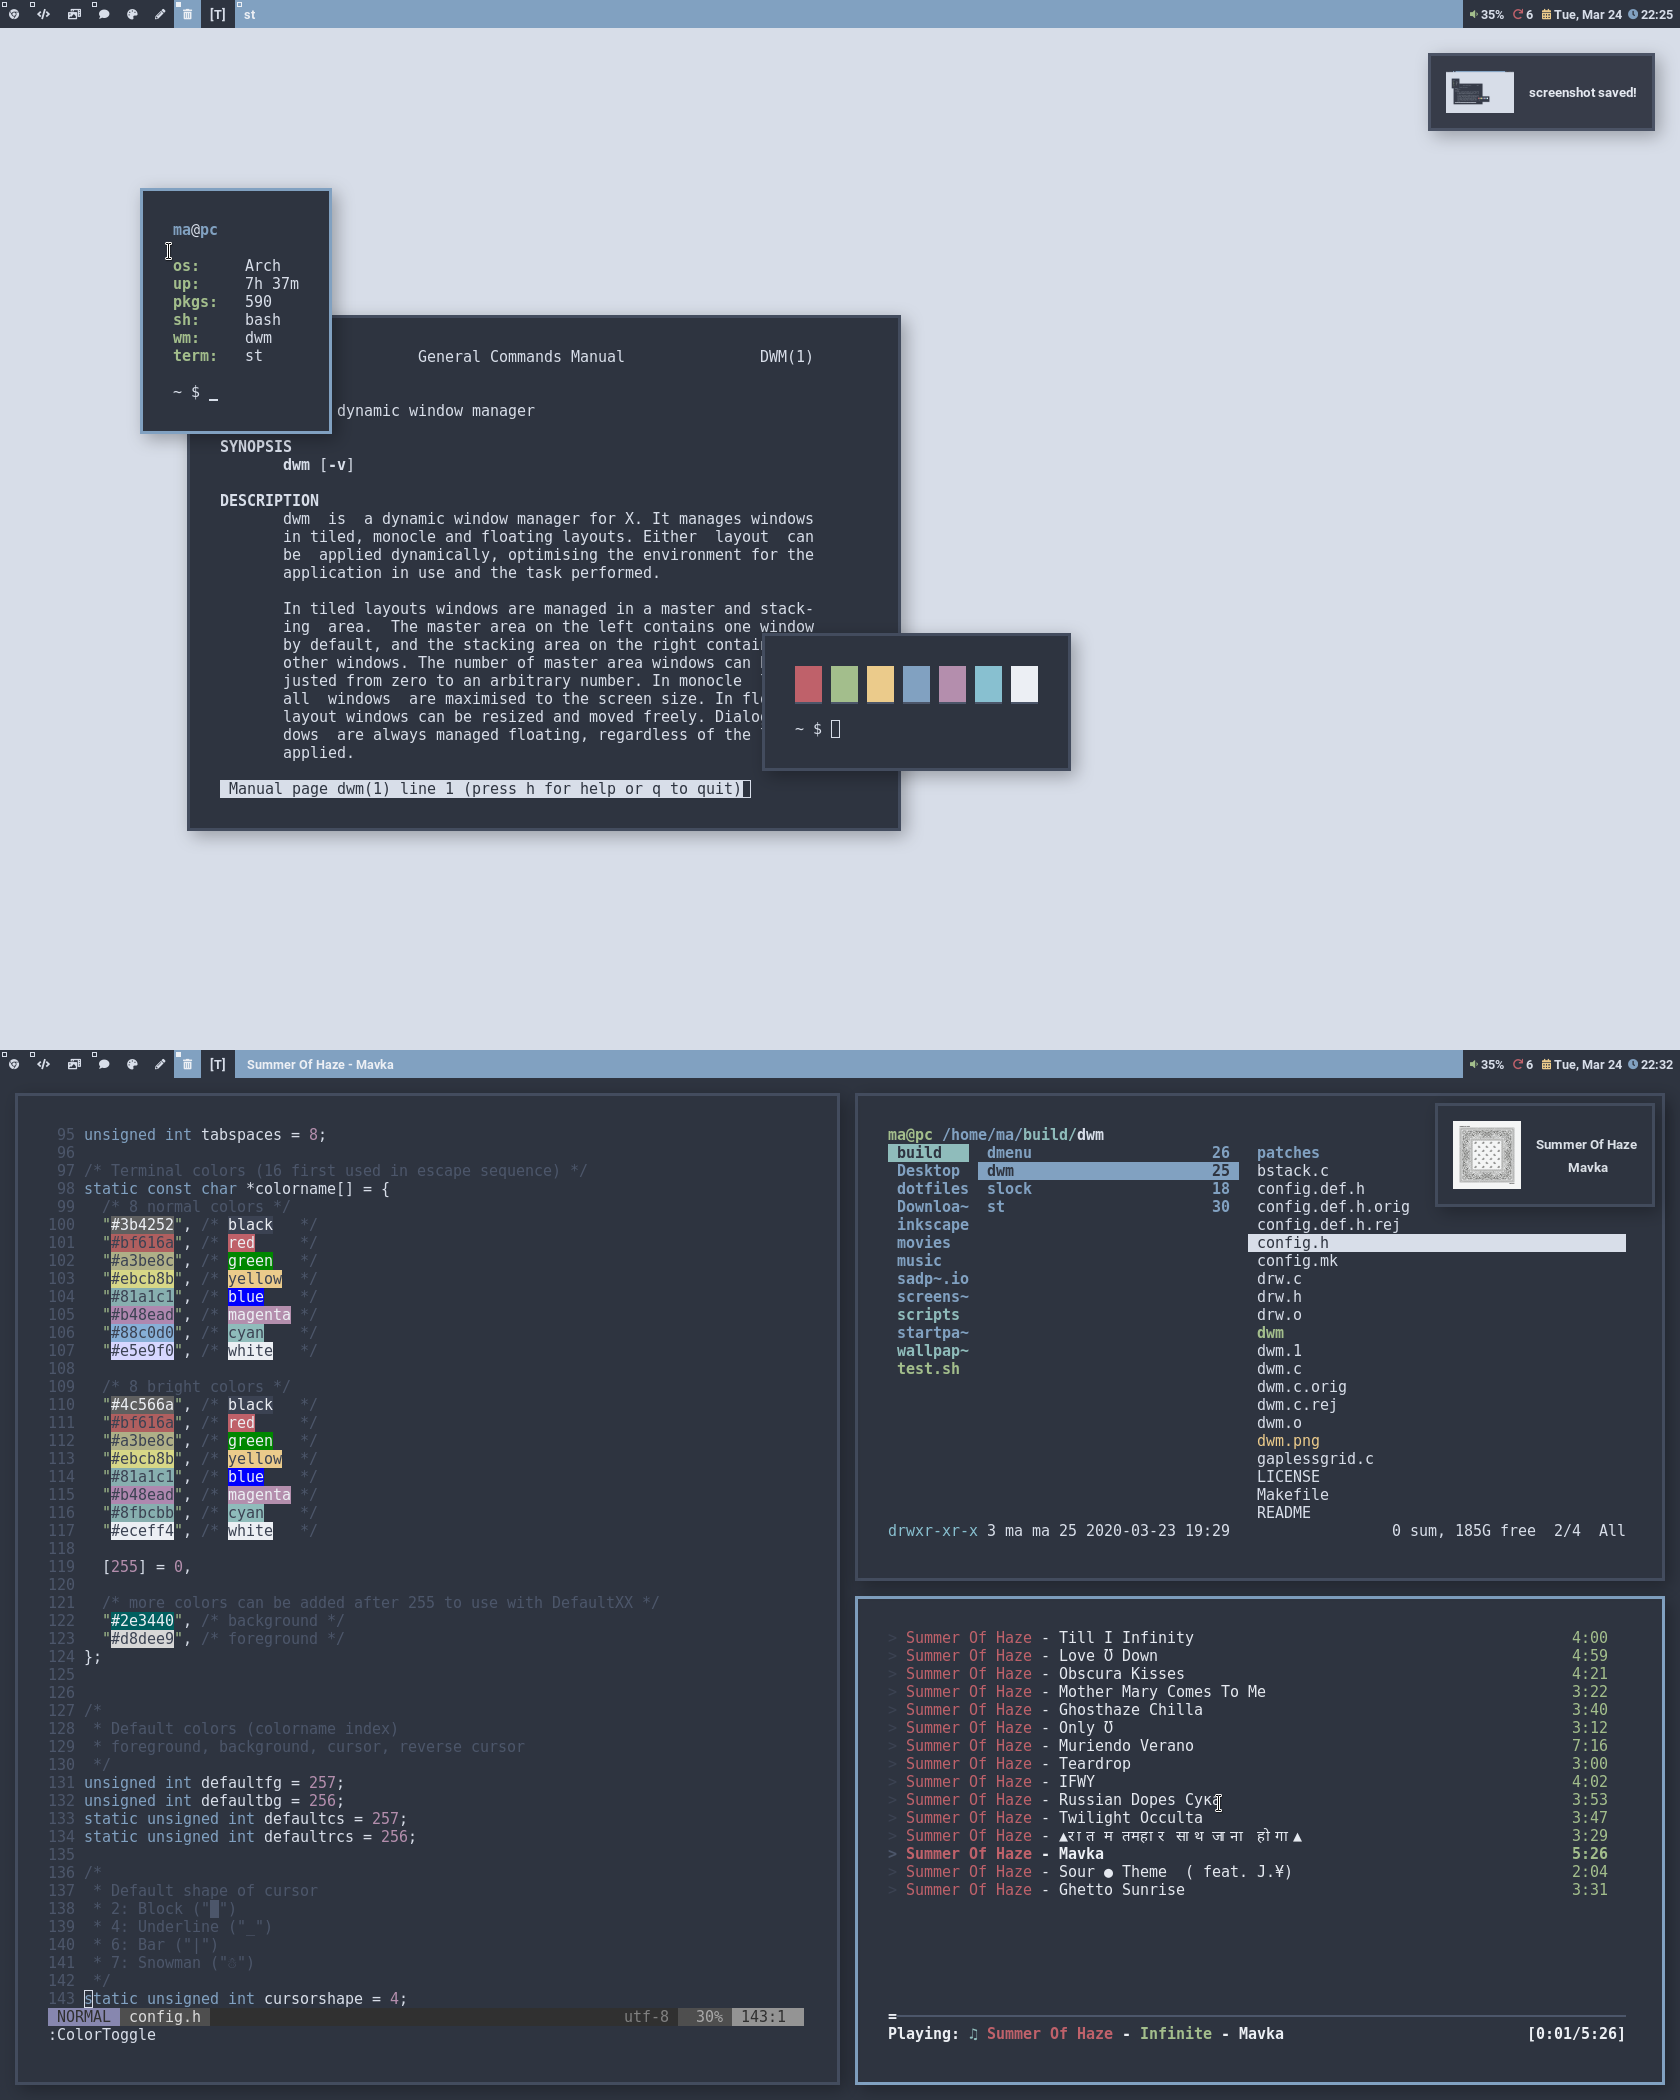 [T] st 35% 6 Tue, Mar 24 22:25
screenshot saved!
ma@pc
os: Arch
up: 7h 37m
pkgs: 590
sh: bash
wm: dwm
term: st
~ $ _
General Commands Manual DWM(1)
dynamic window manager
SYNOPSIS
dwm [-v]
DESCRIPTION
dwm is a dynamic window manager for X. It manages windows
in tiled, monocle and floating layouts. Either layout can
be applied dynamically, optimising the environment for the
application in use and the task performed.
In tiled layouts windows are managed in a master and stack-
ing area. The master area on the left contains one window
by default, and the stacking area on the right
other windows. The number of master area windows can
justed from zero to an arbitrary number. In monocle
all windows are maximised to the screen size. In
layout windows can be resized and moved freely.
dows are always managed floating, regardless of the
applied.
Manual page dwm(1) line 1 (press h for help or q to quit)
~ $
[T] Summer Of Haze - Mavka 35% 6 Tue, Mar 24 22:32
95 unsigned int tabspaces = 8;
96
97 /* Terminal colors (16 first used in escape sequence) */
98 static const char *colorname[] = {
99 /* 8 normal colors */
100 "#3b4252", /* black */
101 "#bf616a", /* red */
102 "#a3be8c", /* green */
103 "#ebcb8b", /* yellow */
104 "#81a1c1", /* blue */
105 "#b48ead", /* magenta */
106 "#88c0d0", /* cyan */
107 "#e5e9f0", /* white */
108
109 /* 8 bright colors */
110 "#4c566a", /* black */
111 "#bf616a", /* red */
112 "#a3be8c", /* green */
113 "#ebcb8b", /* yellow */
114 "#81a1c1", /* blue */
115 "#b48ead", /* magenta */
116 "#8fbcbb", /* cyan */
117 "#eceff4", /* white */
118
119 [255] = 0,
120
121 /* more colors can be added after 255 to use with DefaultXX */
122 "#2e3440", /* background */
123 "#d8dee9", /* foreground */
124 };
125
126
127 /*
128 * Default colors (colorname index)
129 * foreground, background, cursor, reverse cursor
130 */
131 unsigned int defaultfg = 257;
132 unsigned int defaultbg = 256;
133 static unsigned int defaultcs = 257;
134 static unsigned int defaultrcs = 256;
135
136 /*
137 * Default shape of cursor
138 * 2: Block ("█")
139 * 4: Underline ("_")
140 * 6: Bar ("|")
141 * 7: Snowman ("☃")
142 */
143 static unsigned int cursorshape = 4;
NORMAL config.h utf-8 30% 143:1
:ColorToggle
ma@pc /home/ma/build/dwm
build
Desktop
dotfiles
Downloa~
inkscape
movies
music
sadp~.io
screens~
scripts
startpa~
wallpap~
test.sh
dmenu 26
dwm 25
slock 18
st 30
patches
bstack.c
config.def.h
config.def.h.orig
config.def.h.rej
config.h
config.mk
drw.c
drw.h
drw.o
dwm
dwm.1
dwm.c
dwm.c.orig
dwm.c.rej
dwm.o
dwm.png
gaplessgrid.c
LICENSE
Makefile
README
drwxr-xr-x 3 ma ma 25 2020-03-23 19:29 0 sum, 185G free 2/4 All
Summer Of Haze
Mavka
> Summer Of Haze - Till I Infinity 4:00
> Summer Of Haze - Love Ʊ Down 4:59
> Summer Of Haze - Obscura Kisses 4:21
> Summer Of Haze - Mother Mary Comes To Me 3:22
> Summer Of Haze - Ghosthaze Chilla 3:40
> Summer Of Haze - Only Ʊ 3:12
> Summer Of Haze - Muriendo Verano 7:16
> Summer Of Haze - Teardrop 3:00
> Summer Of Haze - IFWY 4:02
> Summer Of Haze - Russian Dopes Сука 3:53
> Summer Of Haze - Twilight Occulta 3:47
> Summer Of Haze - ▲रात म तमहार साथ जाना होगा▲ 3:29
> Summer Of Haze - Mavka 5:26
> Summer Of Haze - Sour ● Theme ( feat. J.¥) 2:04
> Summer Of Haze - Ghetto Sunrise 3:31
=
Playing: ♫ Summer Of Haze - Infinite - Mavka [0:01/5:26]